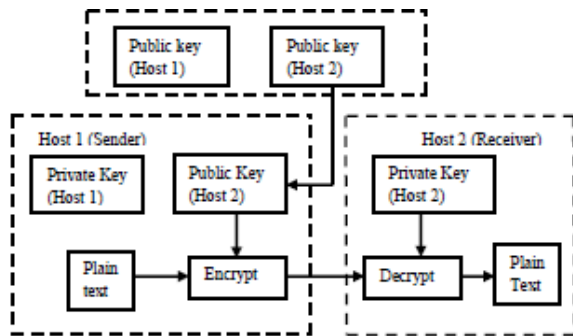 Public key
(Host 1)
Public key
(Host 2)
Host 1 (Sender)
Host 2 (Receiver)
Private Key
(Host 1)
Public Key
(Host 2)
Private Key
(Host 2)
Plain
text
Encrypt
Decrypt
Plain
Text